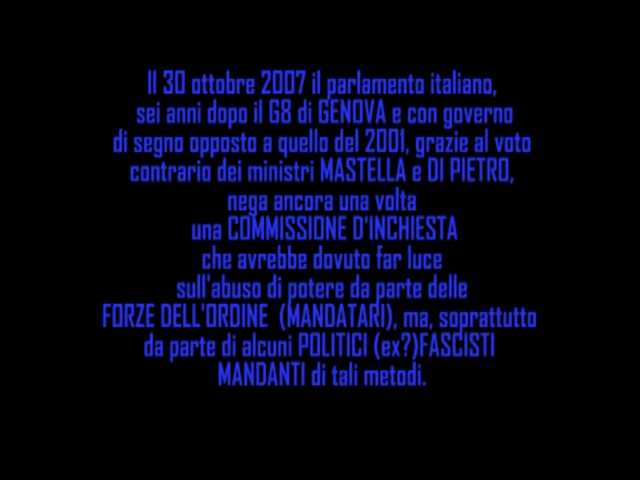 Il 30 ottobre 2007 il parlamento italiano,
sei anni dopo il G8 di GENOVA e con governo
di segno opposto a quello del 2001, grazie al voto
contrario dei ministri MASTELLA e DI PIETRO,
nega ancora una volta
una COMMISSIONE D'INCHIESTA
che avrebbe dovuto far luce
sull'abuso di potere da parte delle
FORZE DELL'ORDINE (MANDATARI), ma, soprattutto
da parte di alcuni POLITICI (ex?)FASCISTI
MANDANTI di tali metodi.